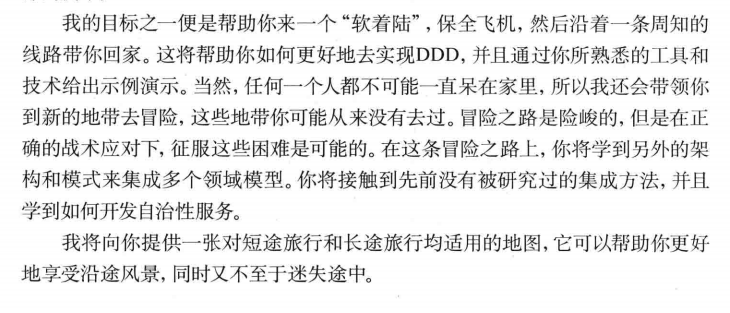 我的目标之一便是帮助你来一个“软着陆”，保全飞机，然后沿着一条周知的
线路带你回家。这将帮助你如何更好地去实现DDD，并且通过你所熟悉的工具和
技术给出示例演示。当然，任何一个人都不可能一直呆在家里，所以我还会带领你
到新的地带去冒险，这些地带你可能从来没有去过。冒险之路是险峻的，但是在正
确的战术应对下，征服这些困难是可能的。在这条冒险之路上，你将学到另外的架
构和模式来集成多个领域模型。你将接触到先前没有被研究过的集成方法，并且
学到如何开发自治性服务。
我将向你提供一张对短途旅行和长途旅行均适用的地图，它可以帮助你更好
地享受沿途风景，同时又不至于迷失途中。